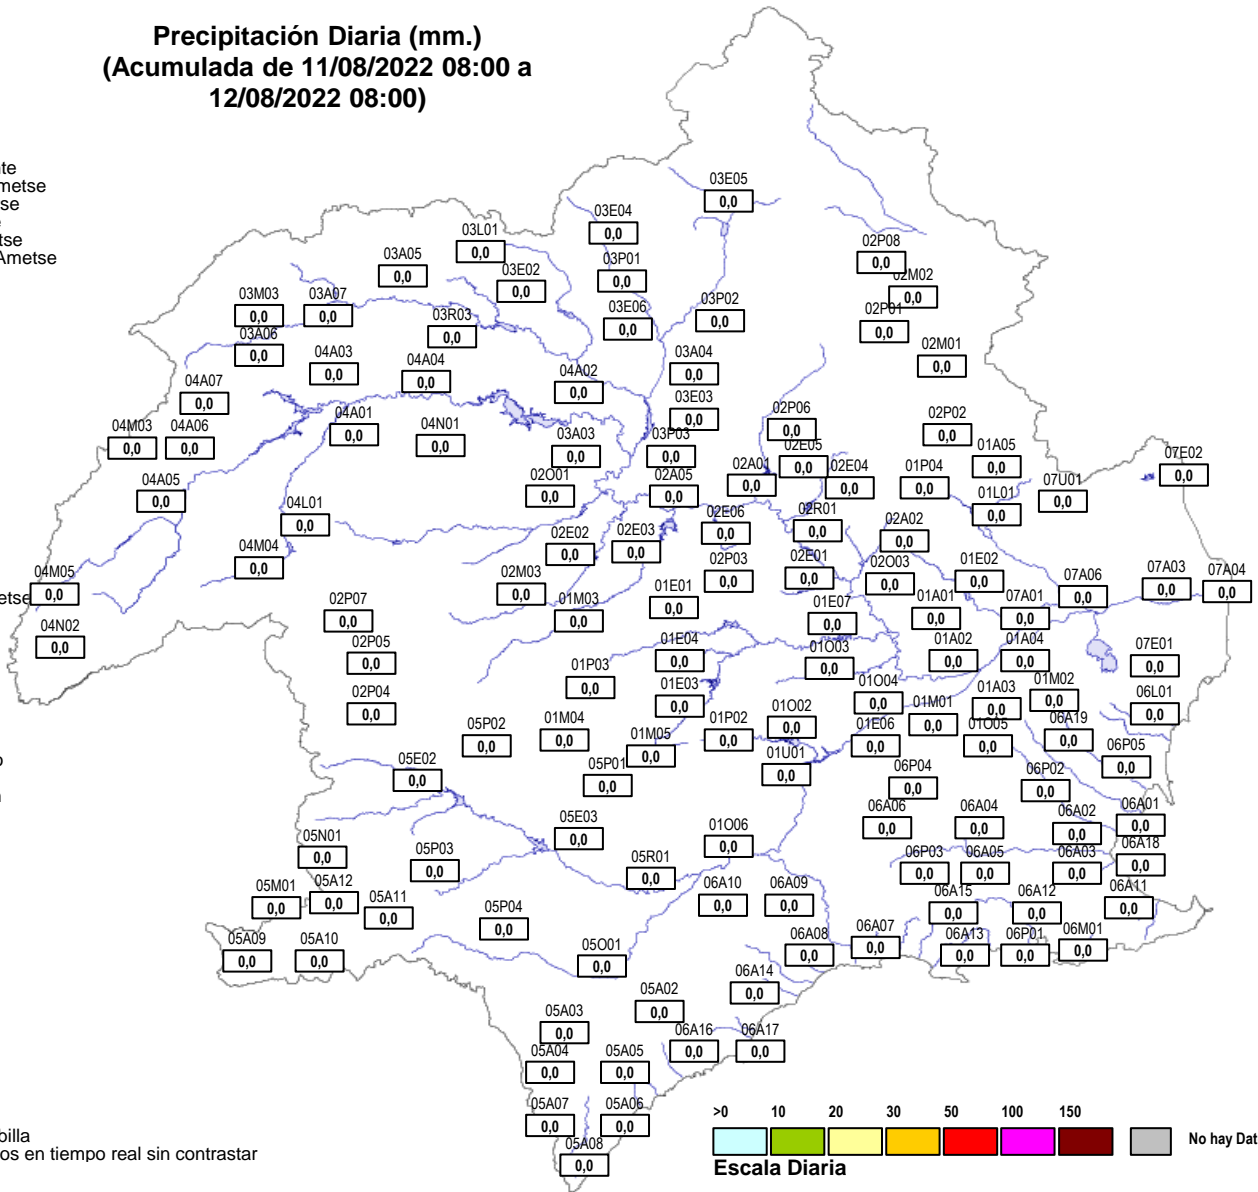 Precipitación Diaria (mm.)
(Acumulada de 11/08/2022 08:00 a
12/08/2022 08:00)
nte
metse
se
e
tse
Ametse
03E05
0,0
03E04
0,0
03L01
0,0
02P08
0,0
03A05
0,0
03P01
0,0
03E02
0,0
02M02
0,0
03M03
0,0
03A07
0,0
03P02
0,0
03E06
0,0
02P01
0,0
03R03
0,0
03A06
0,0
02M01
0,0
04A03
0,0
03A04
0,0
04A04
0,0
04A02
0,0
04A07
0,0
03E03
0,0
02P06
0,0
04A01
0,0
02P02
0,0
04M03
0,0
04A06
0,0
04N01
0,0
03A03
0,0
03P03
0,0
02E05
0,0
01A05
0,0
07E02
0,0
02O01
0,0
02A05
0,0
02A01
0,0
02E04
0,0
01P04
0,0
07U01
0,0
04A05
0,0
01L01
0,0
04L01
0,0
02R01
0,0
02E06
0,0
02A02
0,0
02E02
0,0
02E03
0,0
04M04
0,0
02P03
0,0
02E01
0,0
02O03
0,0
01E02
0,0
07A03
0,0
07A04
0,0
04M05
0,0
etse
02M03
0,0
07A06
0,0
01E01
0,0
01M03
0,0
02P07
0,0
01E07
0,0
01A01
0,0
07A01
0,0
04N02
0,0
02P05
0,0
01E04
0,0
01O03
0,0
01A02
0,0
01A04
0,0
07E01
0,0
01P03
0,0
01E03
0,0
01O04
0,0
01A03
0,0
01M02
0,0
02P04
0,0
06L01
0,0
01M01
0,0
05P02
0,0
01M04
0,0
01P02
0,0
01O02
0,0
01E06
0,0
01O05
0,0
06A19
0,0
01M05
0,0
06P05
0,0
o
01U01
0,0
05E02
0,0
05P01
0,0
06P04
0,0
06P02
0,0
06A06
0,0
06A04
0,0
06A02
0,0
06A01
0,0
05E03
0,0
01O06
0,0
05N01
0,0
05P03
0,0
05R01
0,0
06P03
0,0
06A05
0,0
06A03
0,0
06A18
0,0
05M01
0,0
05A12
0,0
05A11
0,0
06A10
0,0
06A09
0,0
06A15
0,0
06A12
0,0
06A11
0,0
05P04
0,0
05A09
0,0
05A10
0,0
05O01
0,0
06A08
0,0
06A07
0,0
06A13
0,0
06P01
0,0
06M01
0,0
06A14
0,0
05A02
0,0
05A03
0,0
06A16
0,0
06A17
0,0
05A04
0,0
05A05
0,0
05A07
0,0
05A06
0,0
05A08
0,0
billa
os en tiempo real sin contrastar
>0 10 20 30 50 100 150
No hay Dat
Escala Diaria